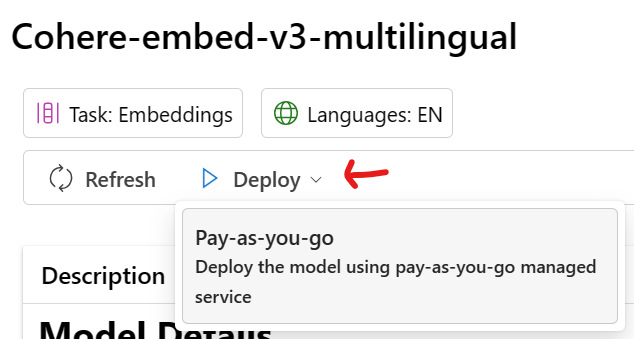 Cohere-embed-v3-multilingual
Task: Embeddings
Languages: EN
Refresh
Deploy
Pay-as-you-go
Deploy the model using pay-as-you-go managed
service
Description
Model Details